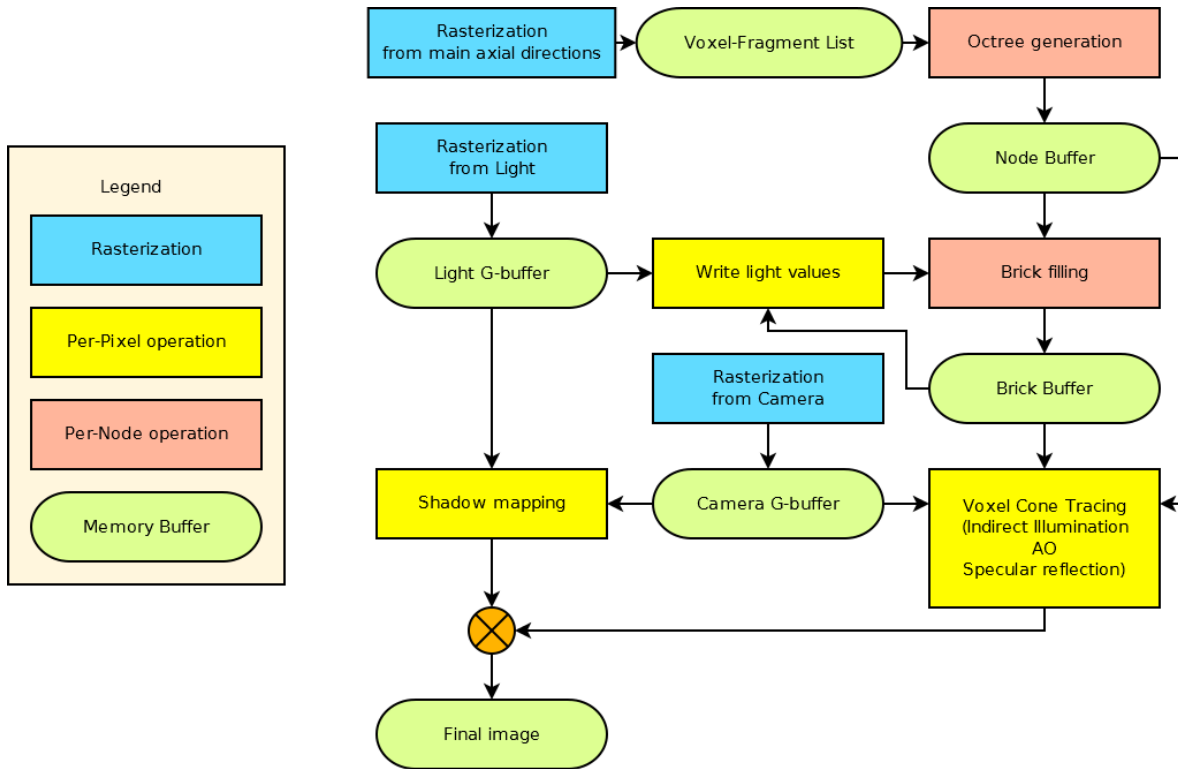 Rasterization
from main axial directions
Voxel-Fragment List
Octree generation
Rasterization
from Light
Node Buffer
Legend
Rasterization
Light G-buffer
Write light values
Brick filling
Per-Pixel operation
Rasterization
from Camera
Brick Buffer
Per-Node operation
Shadow mapping
Camera G-buffer
Voxel Cone Tracing
(Indirect Illumination
AO
Specular reflection)
Memory Buffer
Final image